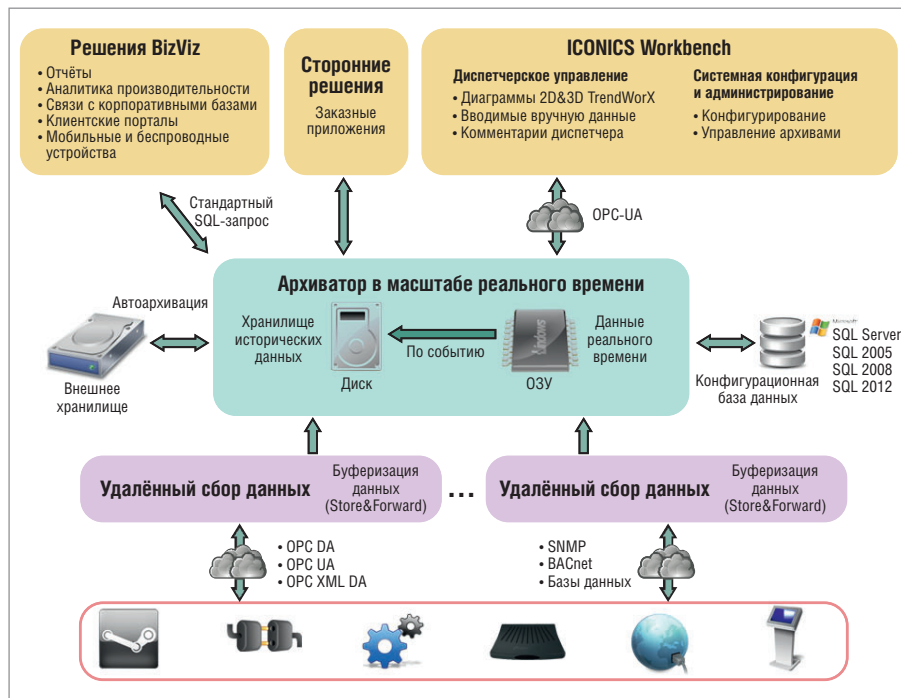 Решения BizViz
• Отчёты
• Аналитика производительности
• Связи с корпоративными базами
• Клиентские порталы
• Мобильные и беспроводные
устройства
Сторонние
решения
Заказные
приложения
ICONICS Workbench
Диспетчерское управление
• Диаграммы 2D&3D TrendWorX
• Вводимые вручную данные
• Комментарии диспетчера
Системная конфигурация
и администрирование
• Конфигурирование
• Управление архивами
Стандартный
SQL-запрос
OPC-UA
Архиватор в масштабе реального времени
Автоархивация
Внешнее
хранилище
Хранилище
исторических
данных
Диск
По событию
Windows
ОЗУ
Данные
реального
времени
Конфигурационная
база данных
Microsoft
SQL Server
SQL 2005
SQL 2008
SQL 2012
Удалённый сбор данных
Буферизация
данных
(Store&Forward)
...
Удалённый сбор данных
Буферизация
данных
(Store&Forward)
• OPC DA
• OPC UA
• OPC XML DA
• SNMP
• BACnet
• Базы данных